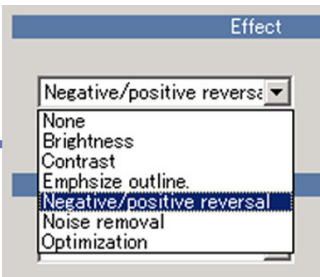 Effect
Negative/positive reversa
None
Brightness
Contrast
Emphsize outline.
Negative/positive reversal
Noise removal
Optimization